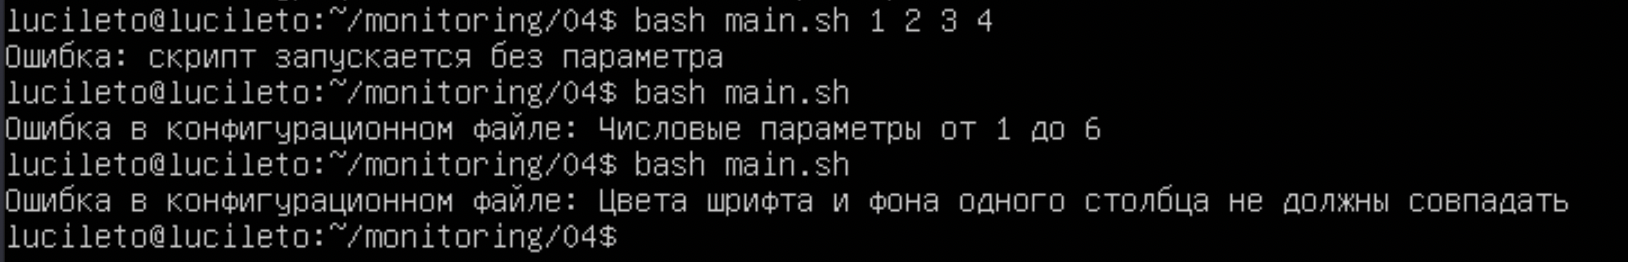 lucileto@lucileto:~/monitoring/04$ bash main.sh 1 2 3 4
Ошибка: скрипт запускается без параметра
lucileto@lucileto:~/monitoring/04$ bash main.sh
Ошибка в конфигурационном файле: Числовые параметры от 1 до 6
lucileto@lucileto:~/monitoring/04$ bash main.sh
Ошибка в конфигурационном файле: Цвета шрифта и фона одного столбца не должны совпадать
lucileto@lucileto:~/monitoring/04$